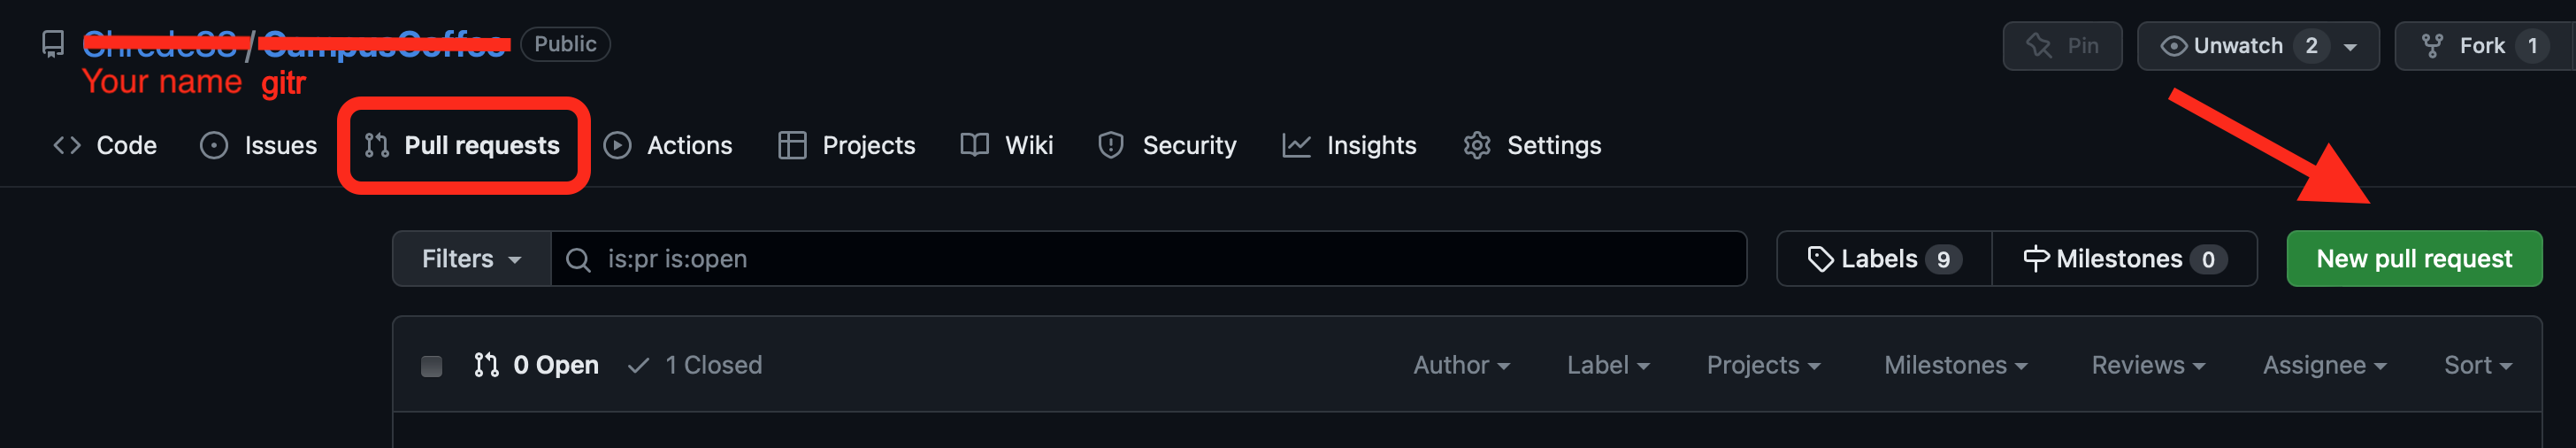 / Public
Your name gitr
Pin Unwatch 2 Fork 1
Code Issues Pull requests Actions Projects Wiki Security Insights Settings
Filters is:pr is:open Labels 9 Milestones 0 New pull request
0 Open 1 Closed Author Label Projects Milestones Reviews Assignee Sort